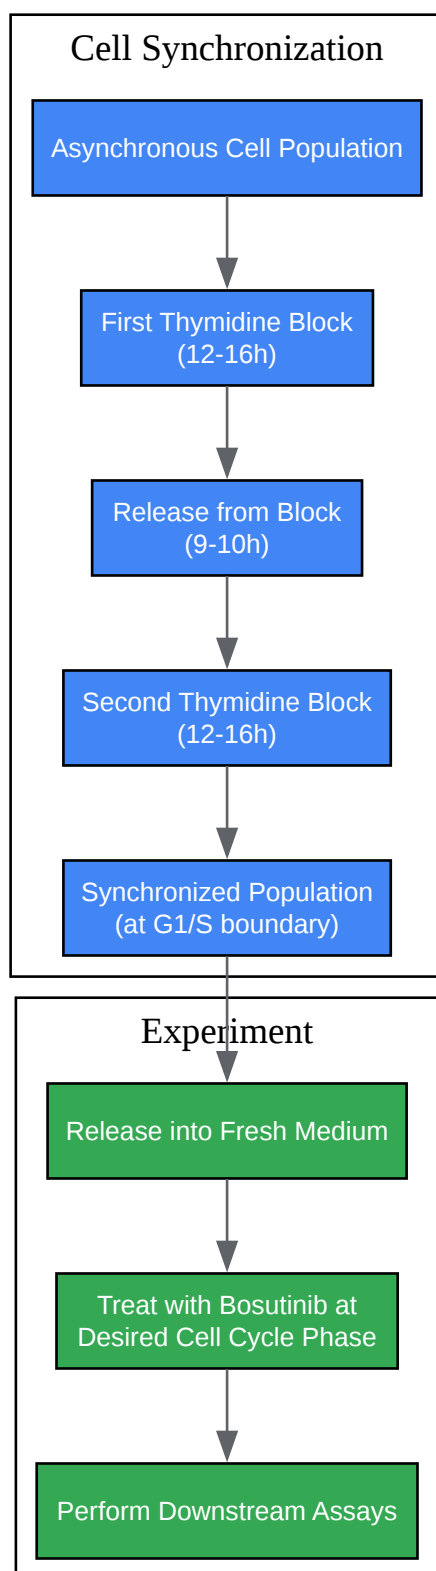 Cell Synchronization
Asynchronous Cell Population
First Thymidine Block
(12-16h)
Release from Block
(9-10h)
Second Thymidine Block
(12-16h)
Synchronized Population
(at G1/S boundary)
Experiment
Release into Fresh Medium
Treat with Bosutinib at
Desired Cell Cycle Phase
Perform Downstream Assays